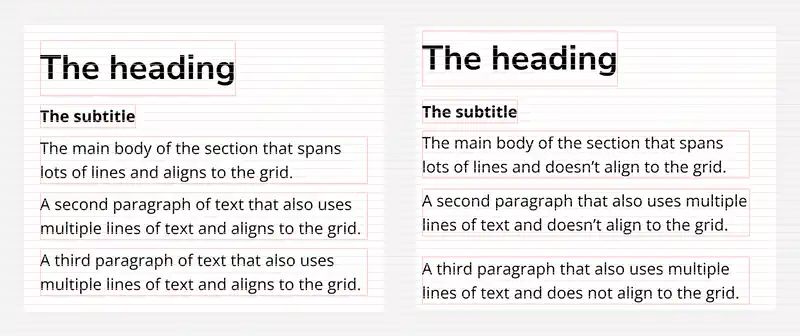 The heading
The subtitle
The main body of the section that spans
lots of lines and aligns to the grid.
A second paragraph of text that also uses
multiple lines of text and aligns to the grid.
A third paragraph of text that also uses
multiple lines of text and aligns to the grid.
The heading
The subtitle
The main body of the section that spans
lots of lines and doesn’t align to the grid.
A second paragraph that also uses multiple
lines of text and doesn’t align to the grid.
A third paragraph that also uses multiple
lines of text and does not align to the grid.